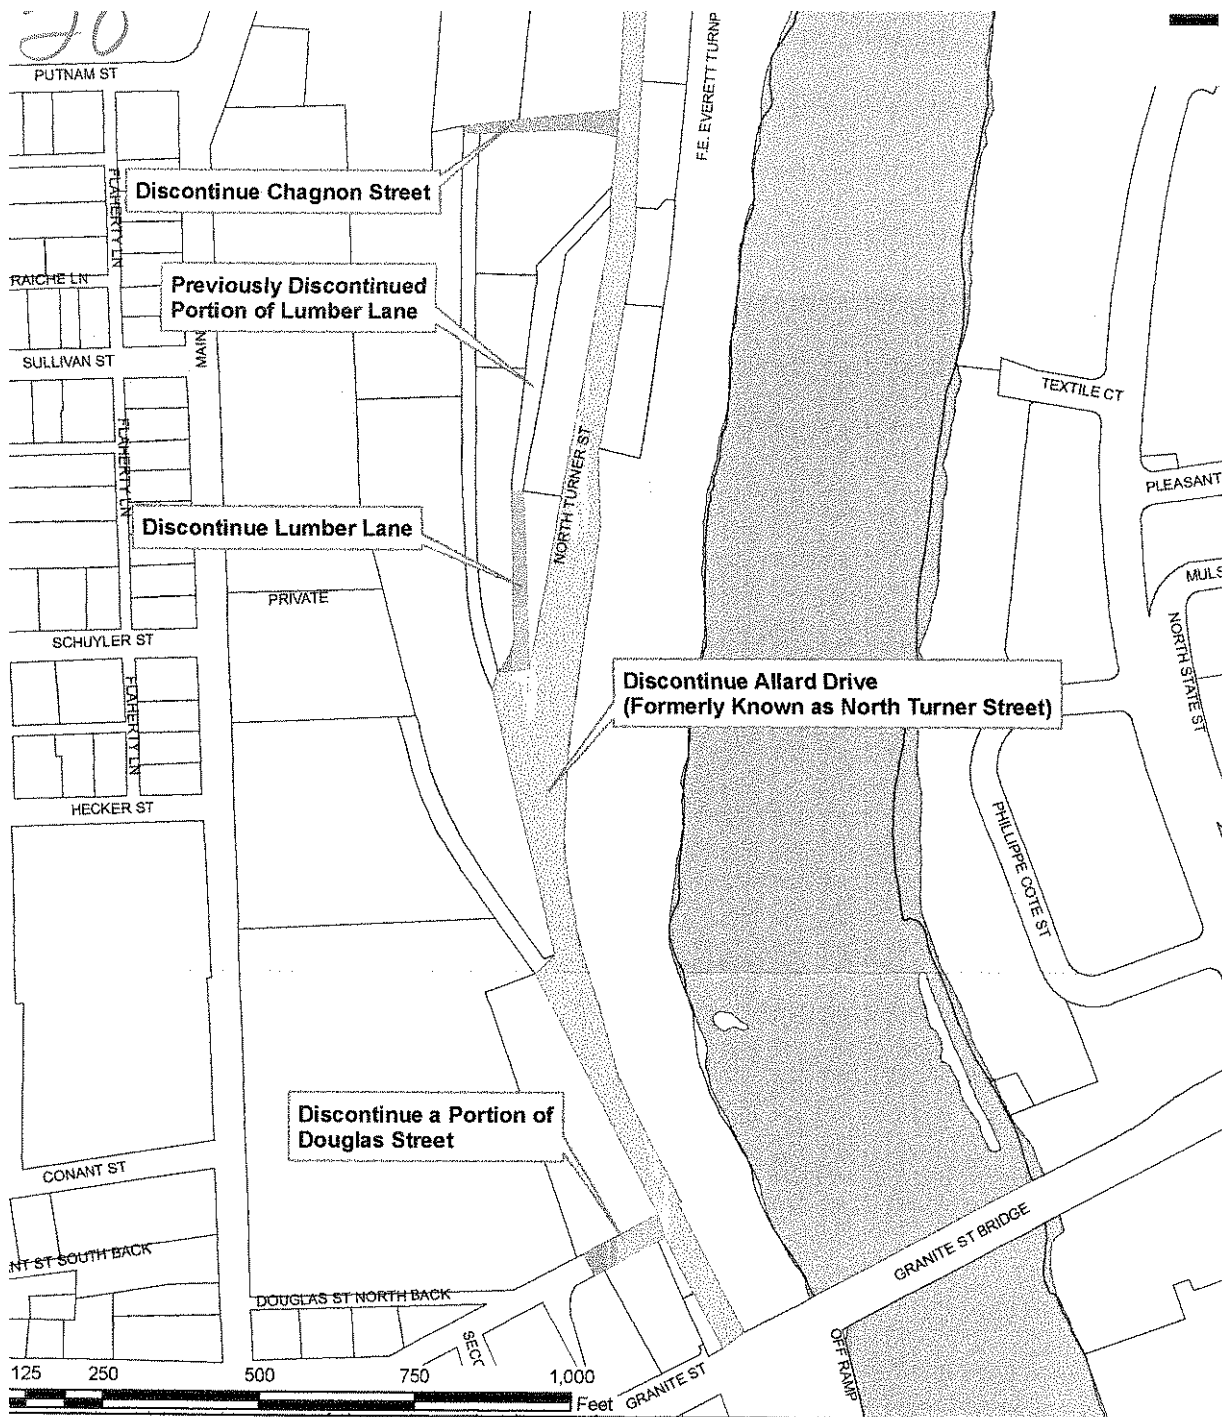 20
PUTNAM ST
F.E. EVERETT TURNP
Discontinue Chagnon Street
FLAHERTY LN
RAICHE LN
Previously Discontinued
Portion of Lumber Lane
SULLIVAN ST
MAIN
TEXTILE CT
FLAHERTY LN
NORTH TURNER ST
PLEASANT
Discontinue Lumber Lane
PRIVATE
MULS
SCHUYLER ST
NORTH STATE ST
FLAHERTY LN
Discontinue Allard Drive
(Formerly Known as North Turner Street)
HECKER ST
PHILLIPPE COTE ST
Discontinue a Portion of
Douglas Street
CONANT ST
GRANITE ST BRIDGE
NT ST SOUTH BACK
DOUGLAS ST NORTH BACK
SECO
OFF RAMP
GRANITE ST
125 250 500 750 1,000
Feet